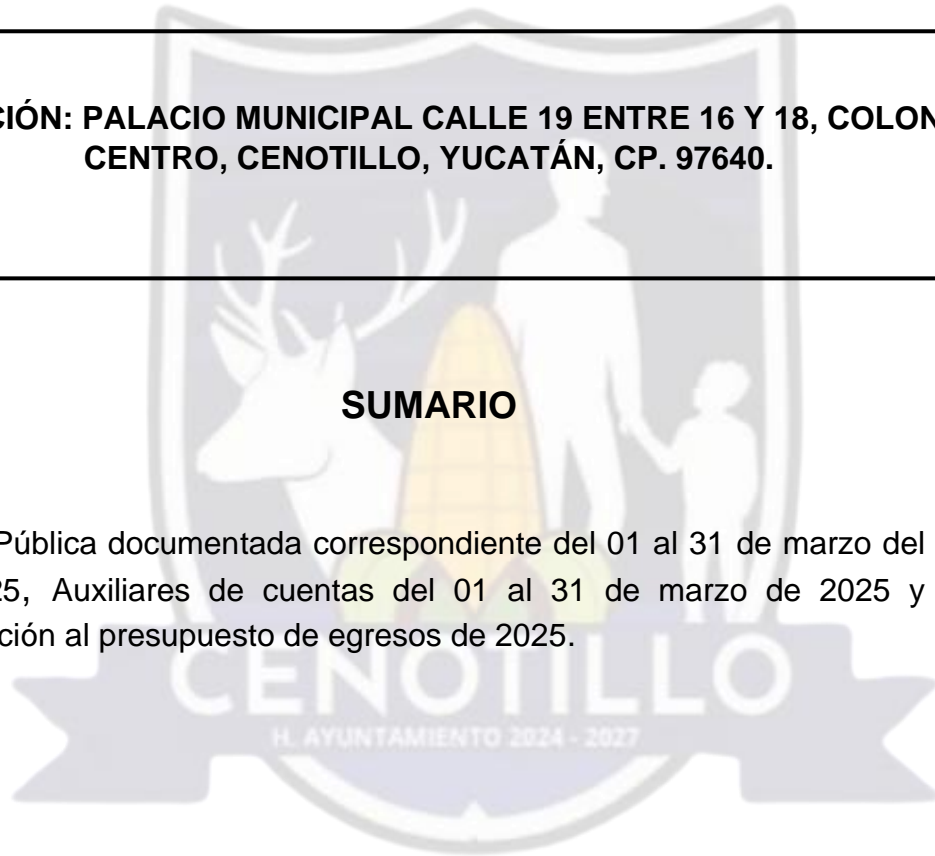 CIÓN: PALACIO MUNICIPAL CALLE 19 ENTRE 16 Y 18, COLON
CENTRO, CENOTILLO, YUCATÁN, CP. 97640.
SUMARIO
Pública documentada correspondiente del 01 al 31 de marzo del
25, Auxiliares de cuentas del 01 al 31 de marzo de 2025 y
ción al presupuesto de egresos de 2025.
CENOTILLO
H. AYUNTAMIENTO 2024 - 2027